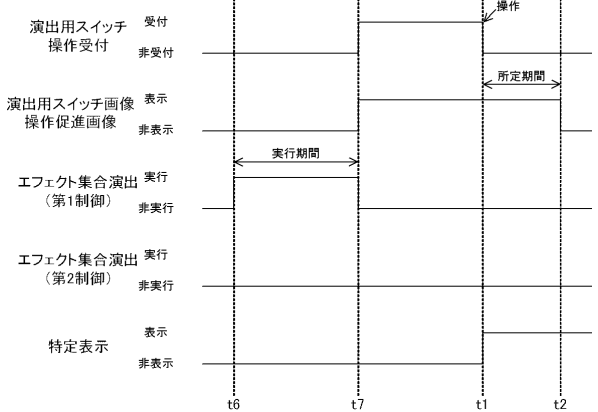 操作
演出用スイッチ
操作受付
受付
非受付
所定期間
演出用スイッチ画像
操作促進画像
表示
非表示
実行期間
エフェクト集合演出
(第1制御)
実行
非実行
エフェクト集合演出
(第2制御)
実行
非実行
特定表示
表示
非表示
t6
t7
t1
t2